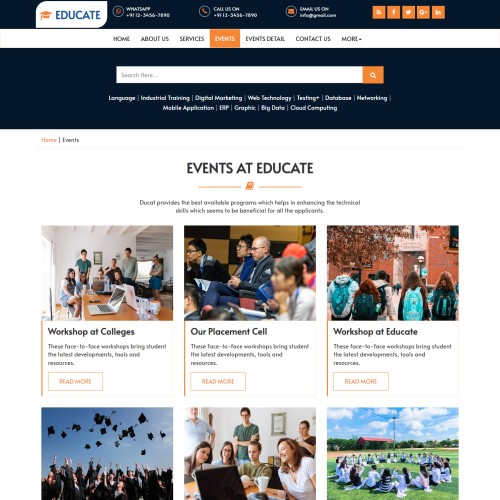 EDUCATE
WHATSAPP
+91 12-3456-7890
CALL US ON
+91 12-3456-7890
EMAIL US ON
info@gmail.com
HOME ABOUT US SERVICES EVENTS EVENTS DETAIL CONTACT US MORE
Search Here...
Language | Industrial Training | Digital Marketing | Web Technology | Testing+ | Database | Networking |
Mobile Application | ERP | Graphic | Big Data | Cloud Computing
Home | Events
EVENTS AT EDUCATE
Ducat provides the best available programs which helps in enhancing the technical
skills which seems to be beneficial for all the applicants.
Workshop at Colleges
These face-to-face workshops bring student
the latest developments, tools and
resources.
READ MORE
Our Placement Cell
These face-to-face workshops bring student
the latest developments, tools and
resources.
READ MORE
Workshop at Educate
These face-to-face workshops bring student
the latest developments, tools and
resources.
READ MORE